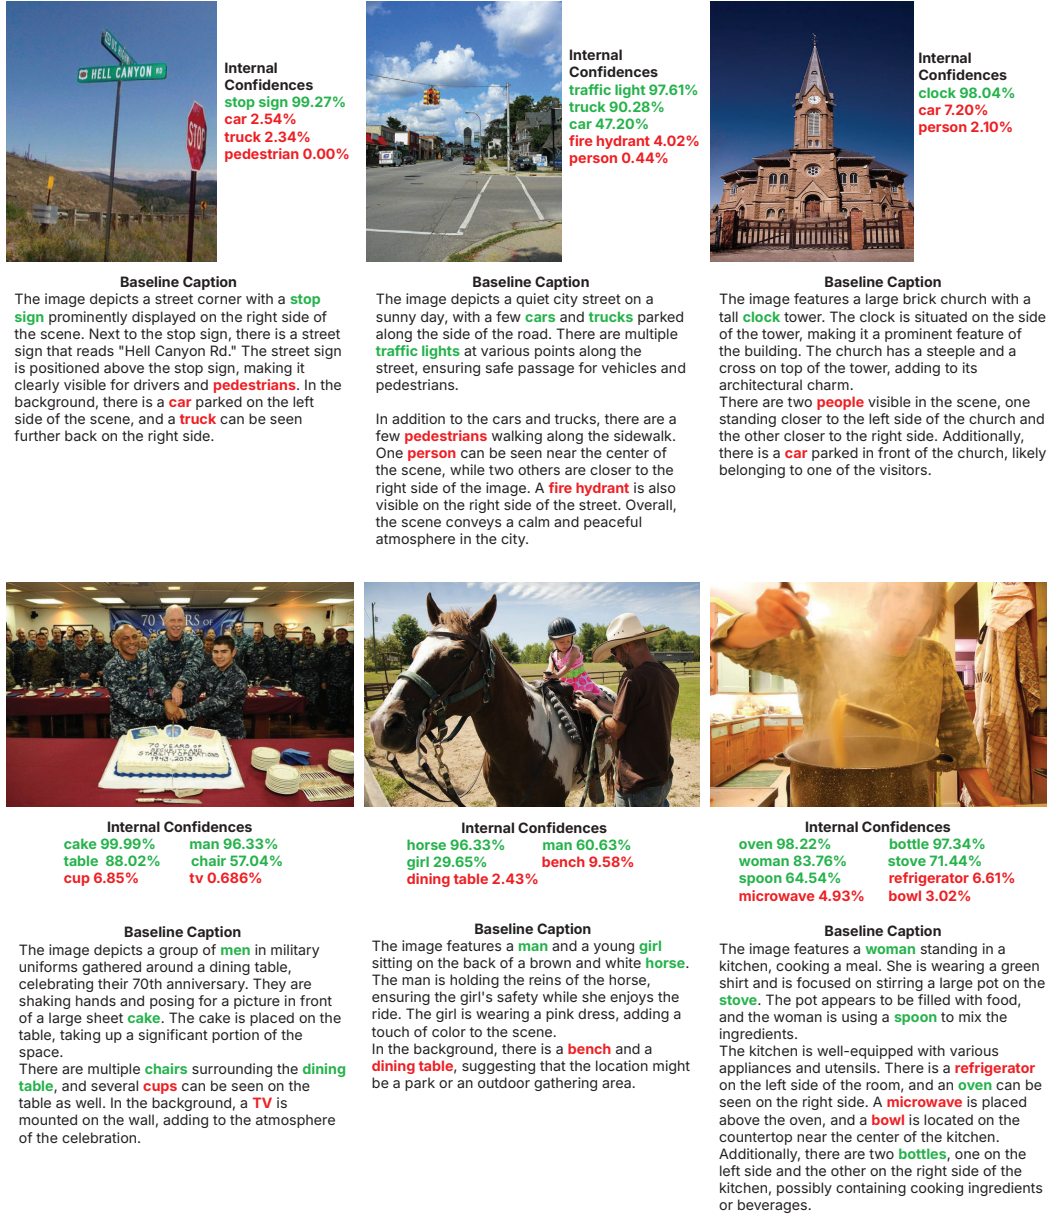 HELL CANYON RD
STOP
Internal
Confidences
stop sign 99.27%
car 2.54%
truck 2.34%
pedestrian 0.00%
Internal
Confidences
traffic light 97.61%
truck 90.28%
car 47.20%
fire hydrant 4.02%
person 0.44%
Internal
Confidences
clock 98.04%
car 7.20%
person 2.10%
Baseline Caption
The image depicts a street corner with a stop
sign prominently displayed on the right side of
the scene. Next to the stop sign, there is a street
sign that reads "Hell Canyon Rd." The street sign
is positioned above the stop sign, making it
clearly visible for drivers and pedestrians. In the
background, there is a car parked on the left
side of the scene, and a truck can be seen
further back on the right side.
Baseline Caption
The image depicts a quiet city street on a
sunny day, with a few cars and trucks parked
along the side of the road. There are multiple
traffic lights at various points along the
street, ensuring safe passage for vehicles and
pedestrians.
In addition to the cars and trucks, there are a
few pedestrians walking along the sidewalk.
One person can be seen near the center of
the scene, while two others are closer to the
right side of the image. A fire hydrant is also
visible on the right side of the street. Overall,
the scene conveys a calm and peaceful
atmosphere in the city.
Baseline Caption
The image features a large brick church with a
tall clock tower. The clock is situated on the side
of the tower, making it a prominent feature of
the building. The church has a steeple and a
cross on top of the tower, adding to its
architectural charm.
There are two people visible in the scene, one
standing closer to the left side of the church and
the other closer to the right side. Additionally,
there is a car parked in front of the church, likely
belonging to one of the visitors.
70 YEARS OF
70 YEARS OF
SECURITY AND
STABILITY OPERATIONS
1943-2013
Internal Confidences
cake 99.99% man 96.33%
table 88.02% chair 57.04%
cup 6.85% tv 0.686%
Baseline Caption
The image depicts a group of men in military
uniforms gathered around a dining table,
celebrating their 70th anniversary. They are
shaking hands and posing for a picture in front
of a large sheet cake. The cake is placed on the
table, taking up a significant portion of the
space.
There are multiple chairs surrounding the dining
table, and several cups can be seen on the
table as well. In the background, a TV is
mounted on the wall, adding to the atmosphere
of the celebration.
Internal Confidences
horse 96.33% man 60.63%
girl 29.65% bench 9.58%
dining table 2.43%
Baseline Caption
The image features a man and a young girl
sitting on the back of a brown and white horse.
The man is holding the reins of the horse,
ensuring the girl's safety while she enjoys the
ride. The girl is wearing a pink dress, adding a
touch of color to the scene.
In the background, there is a bench and a
dining table, suggesting that the location might
be a park or an outdoor gathering area.
Internal Confidences
oven 98.22% bottle 97.34%
woman 83.76% stove 71.44%
spoon 64.54% refrigerator 6.61%
microwave 4.93% bowl 3.02%
Baseline Caption
The image features a woman standing in a
kitchen, cooking a meal. She is wearing a green
shirt and is focused on stirring a large pot on the
stove. The pot appears to be filled with food,
and the woman is using a spoon to mix the
ingredients.
The kitchen is well-equipped with various
appliances and utensils. There is a refrigerator
on the left side of the room, and an oven can be
seen on the right side. A microwave is placed
above the oven, and a bowl is located on the
countertop near the center of the kitchen.
Additionally, there are two bottles, one on the
left side and the other on the right side of the
kitchen, possibly containing cooking ingredients
or beverages.